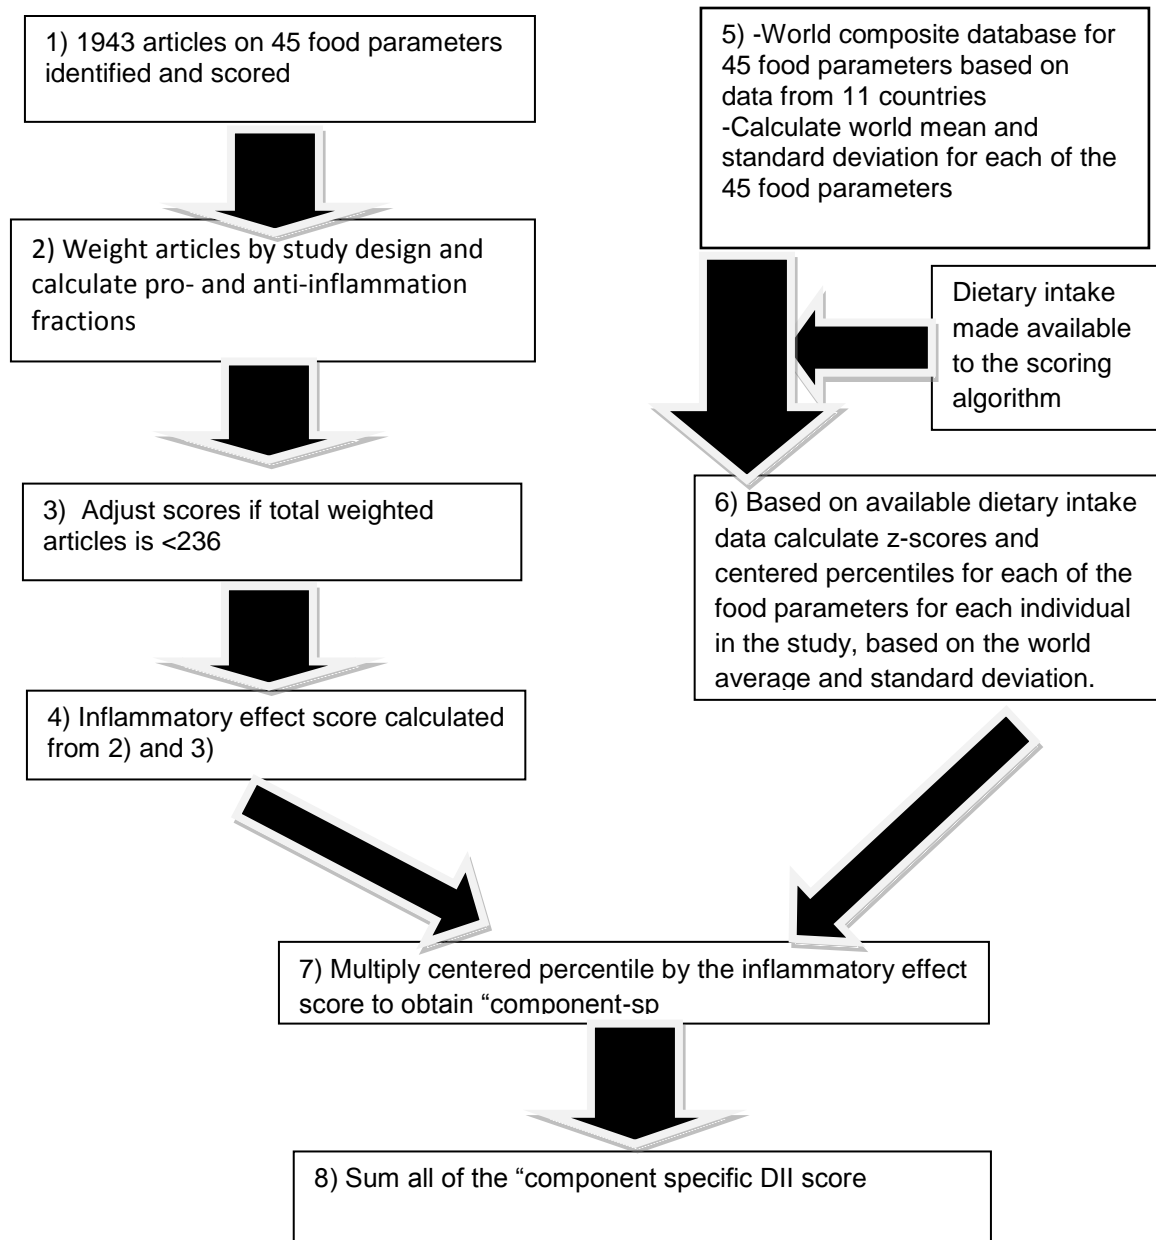 1) 1943 articles on 45 food parameters
identified and scored
2) Weight articles by study design and
calculate pro- and anti-inflammation
fractions
3) Adjust scores if total weighted
articles is <236
4) Inflammatory effect score calculated
from 2) and 3)
5) -World composite database for
45 food parameters based on
data from 11 countries
-Calculate world mean and
standard deviation for each of the
45 food parameters
Dietary intake
made available
to the scoring
algorithm
6) Based on available dietary intake
data calculate z-scores and
centered percentiles for each of the
food parameters for each individual
in the study, based on the world
average and standard deviation.
7) Multiply centered percentile by the inflammatory effect
score to obtain “component-sp
8) Sum all of the “component specific DII score